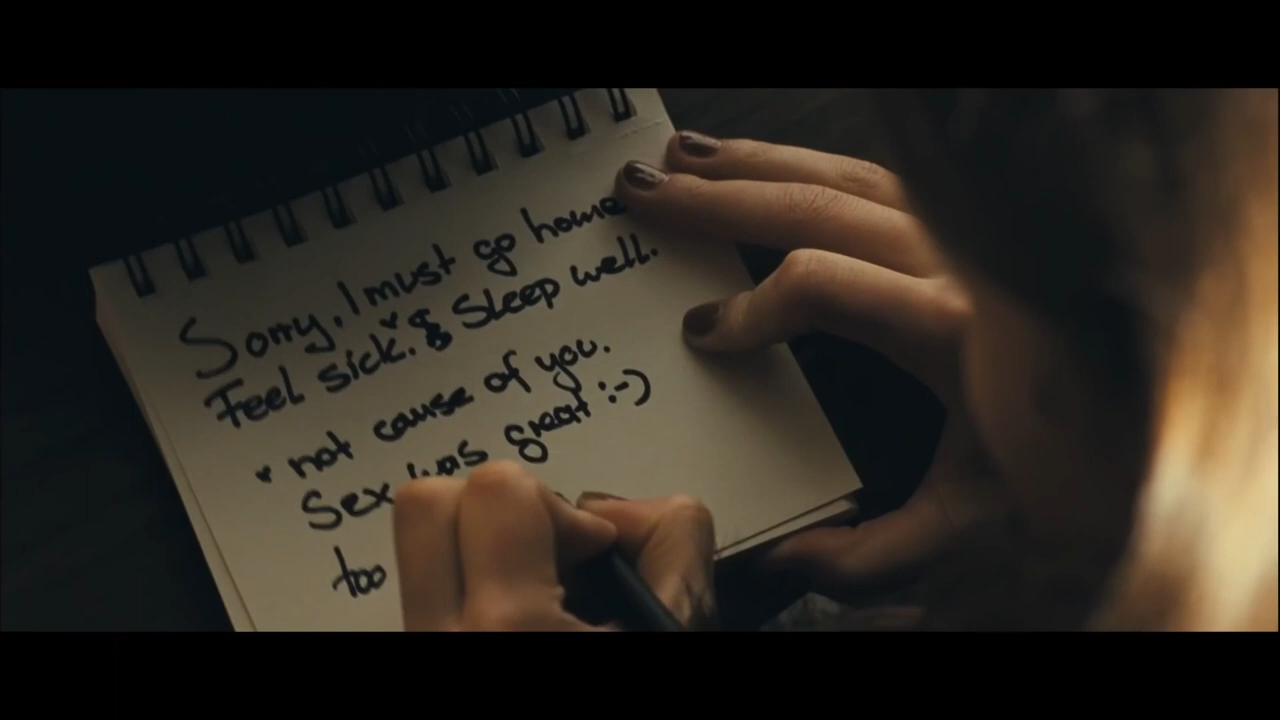 Sorry, I must go home
Feel sick. & Sleep well.
not cause of you.
Sex was great :-)
too